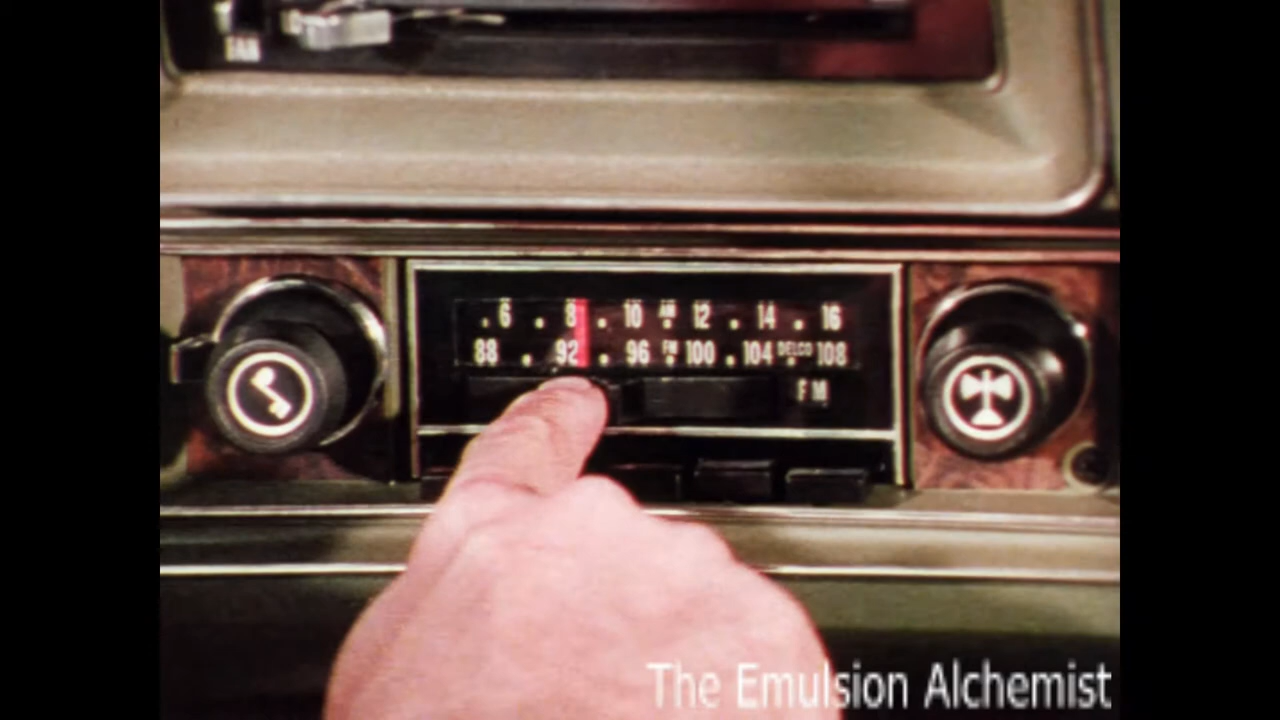 FAN
6 8 10 AM 12 14 16
88 92 96 FM 100 104 DELCO 108
FM
The Emulsion Alchemist